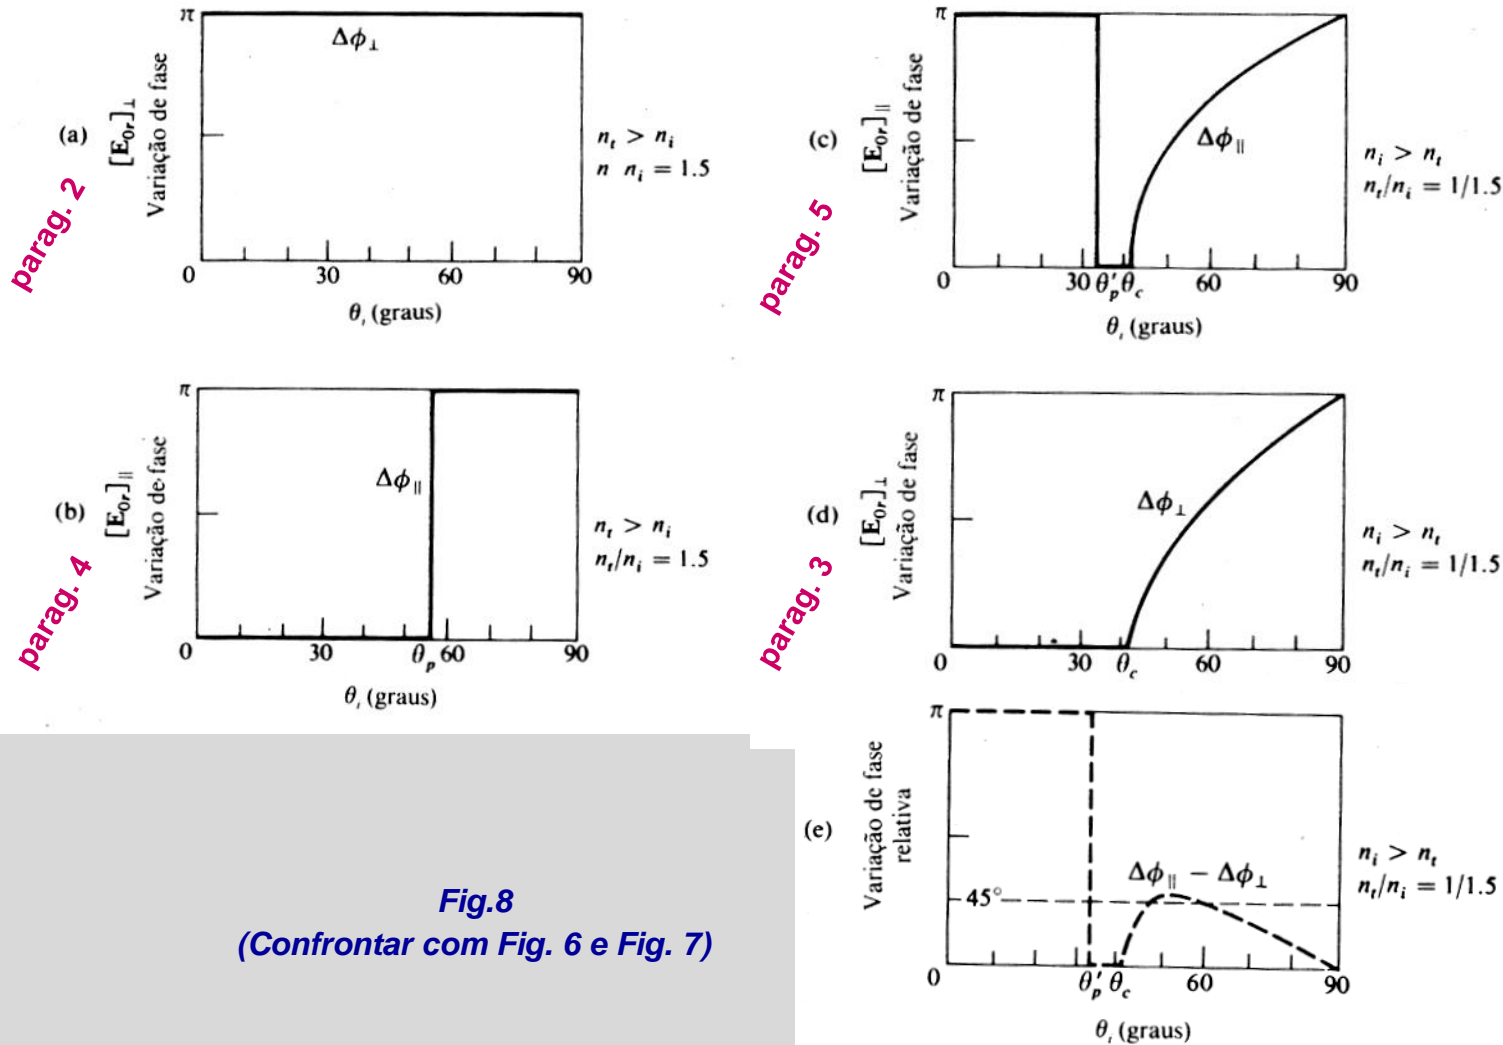 (a)
parag. 2
[E₀ᵣ]⊥
Variação de fase
π
Δϕ⊥
0 30 60 90
θᵢ (graus)
nₜ > nᵢ
n nᵢ = 1.5
(b)
parag. 4
[E₀ᵣ]∥
Variação de fase
π
Δϕ∥
0 30 θₚ 60 90
θᵢ (graus)
nₜ > nᵢ
nₜ/nᵢ = 1.5
(c)
parag. 5
[E₀ᵣ]∥
Variação de fase
π
Δϕ∥
0 30 θ′ₚ θc 60 90
θᵢ (graus)
nᵢ > nₜ
nₜ/nᵢ = 1/1.5
(d)
parag. 3
[E₀ᵣ]⊥
Variação de fase
π
Δϕ⊥
0 30 θc 60 90
nᵢ > nₜ
nₜ/nᵢ = 1/1.5
(e)
Variação de fase
relativa
π
45°
Δϕ∥ − Δϕ⊥
0 θ′ₚ θc 60 90
θᵢ (graus)
nᵢ > nₜ
nₜ/nᵢ = 1/1.5
Fig.8
(Confrontar com Fig. 6 e Fig. 7)